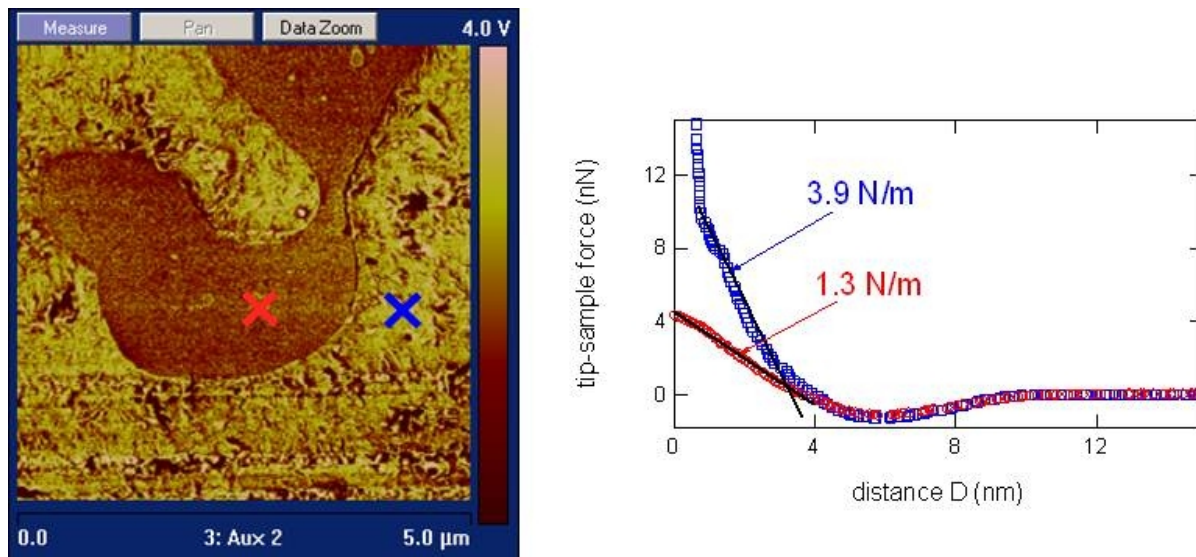 Measure Pan Data Zoom 4.0 V
0.0 3: Aux 2 5.0 µm
tip-sample force (nN)
12
8
4
0
3.9 N/m
1.3 N/m
0 4 8 12
distance D (nm)